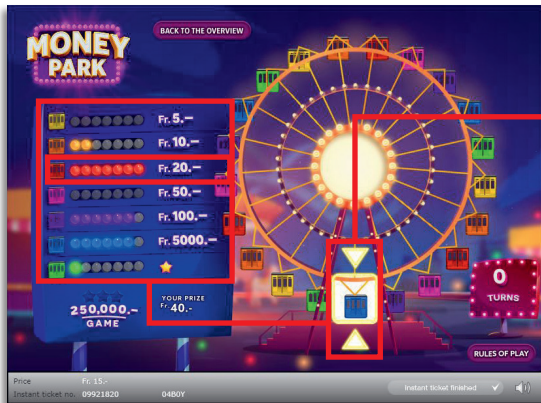 MONEY
PARK
BACK TO THE OVERVIEW
Fr. 5.–
Fr. 10.–
Fr. 20.–
Fr. 50.–
Fr. 100.–
Fr. 5000.–
250,000.–
GAME
YOUR PRIZE
Fr. 40.-
0
TURNS
RULES OF PLAY
Price Fr. 15.-
Instant ticket no. 09921820 04B0Y
Instant ticket finished